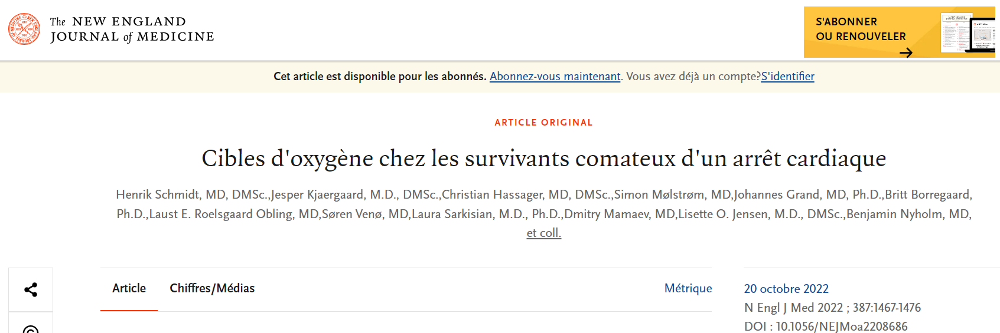 The NEW ENGLAND
JOURNAL of MEDICINE
S'ABONNER
OU RENOUVELER
Cet article est disponible pour les abonnés. Abonnez-vous maintenant. Vous avez déjà un compte?S'identifier
ARTICLE ORIGINAL
Cibles d'oxygène chez les survivants comateux d'un arrêt cardiaque
Henrik Schmidt, MD, DMSc.,Jesper Kjaergaard, M.D., DMSc.,Christian Hassager, MD, DMSc.,Simon Mølstrøm, MD,Johannes Grand, MD, Ph.D.,Britt Borregaard,
Ph.D.,Laust E. Roelsgaard Obling, MD,Søren Venø, MD,Laura Sarkisian, M.D., Ph.D.,Dmitry Mamaev, MD,Lisette O. Jensen, M.D., DMSc.,Benjamin Nyholm, MD,
et coll.
Article Chiffres/Médias Métrique
20 octobre 2022
N Engl J Med 2022 ; 387:1467-1476
DOI : 10.1056/NEJMoa2208686